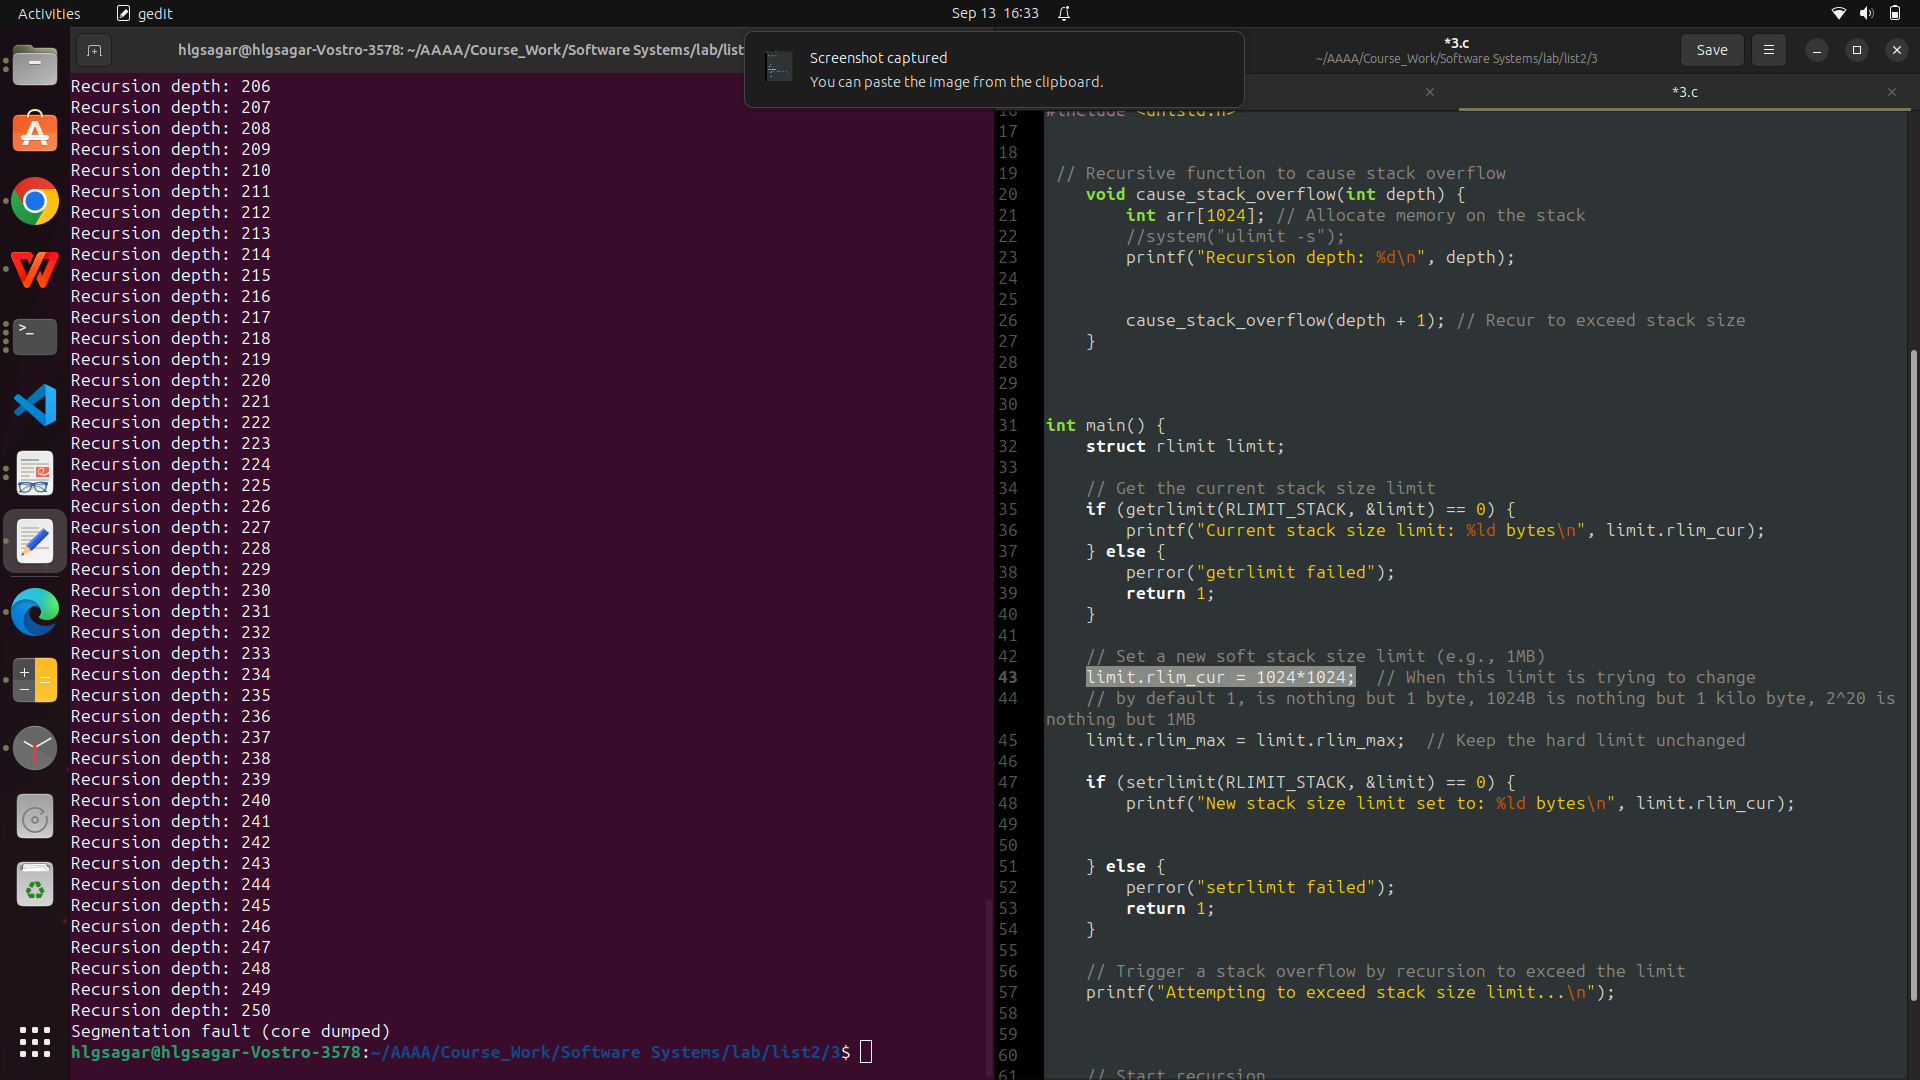 Activities
gedit
Sep 13 16:33
hlgsagar@hlgsagar-Vostro-3578: ~/AAAA/Course_Work/Software Systems/lab/list
Screenshot captured
You can paste the image from the clipboard.
*3.c
~/AAAA/Course_Work/Software Systems/lab/list2/3
Save
*3.c
Recursion depth: 206
Recursion depth: 207
Recursion depth: 208
Recursion depth: 209
Recursion depth: 210
Recursion depth: 211
Recursion depth: 212
Recursion depth: 213
Recursion depth: 214
Recursion depth: 215
Recursion depth: 216
Recursion depth: 217
Recursion depth: 218
Recursion depth: 219
Recursion depth: 220
Recursion depth: 221
Recursion depth: 222
Recursion depth: 223
Recursion depth: 224
Recursion depth: 225
Recursion depth: 226
Recursion depth: 227
Recursion depth: 228
Recursion depth: 229
Recursion depth: 230
Recursion depth: 231
Recursion depth: 232
Recursion depth: 233
Recursion depth: 234
Recursion depth: 235
Recursion depth: 236
Recursion depth: 237
Recursion depth: 238
Recursion depth: 239
Recursion depth: 240
Recursion depth: 241
Recursion depth: 242
Recursion depth: 243
Recursion depth: 244
Recursion depth: 245
Recursion depth: 246
Recursion depth: 247
Recursion depth: 248
Recursion depth: 249
Recursion depth: 250
Segmentation fault (core dumped)
hlgsagar@hlgsagar-Vostro-3578:~/AAAA/Course_Work/Software Systems/lab/list2/3$
16 #include <unistd.h>
17
18
19 // Recursive function to cause stack overflow
20 void cause_stack_overflow(int depth) {
21 int arr[1024]; // Allocate memory on the stack
22 //system("ulimit -s");
23 printf("Recursion depth: %d\n", depth);
24
25
26 cause_stack_overflow(depth + 1); // Recur to exceed stack size
27 }
28
29
30
31 int main() {
32 struct rlimit limit;
33
34 // Get the current stack size limit
35 if (getrlimit(RLIMIT_STACK, &limit) == 0) {
36 printf("Current stack size limit: %ld bytes\n", limit.rlim_cur);
37 } else {
38 perror("getrlimit failed");
39 return 1;
40 }
41
42 // Set a new soft stack size limit (e.g., 1MB)
43 limit.rlim_cur = 1024*1024; // When this limit is trying to change
44 // by default 1, is nothing but 1 byte, 1024B is nothing but 1 kilo byte, 2^20 is
nothing but 1MB
45 limit.rlim_max = limit.rlim_max; // Keep the hard limit unchanged
46
47 if (setrlimit(RLIMIT_STACK, &limit) == 0) {
48 printf("New stack size limit set to: %ld bytes\n", limit.rlim_cur);
49
50
51 } else {
52 perror("setrlimit failed");
53 return 1;
54 }
55
56 // Trigger a stack overflow by recursion to exceed the limit
57 printf("Attempting to exceed stack size limit...\n");
58
59
60
61 // Start recursion